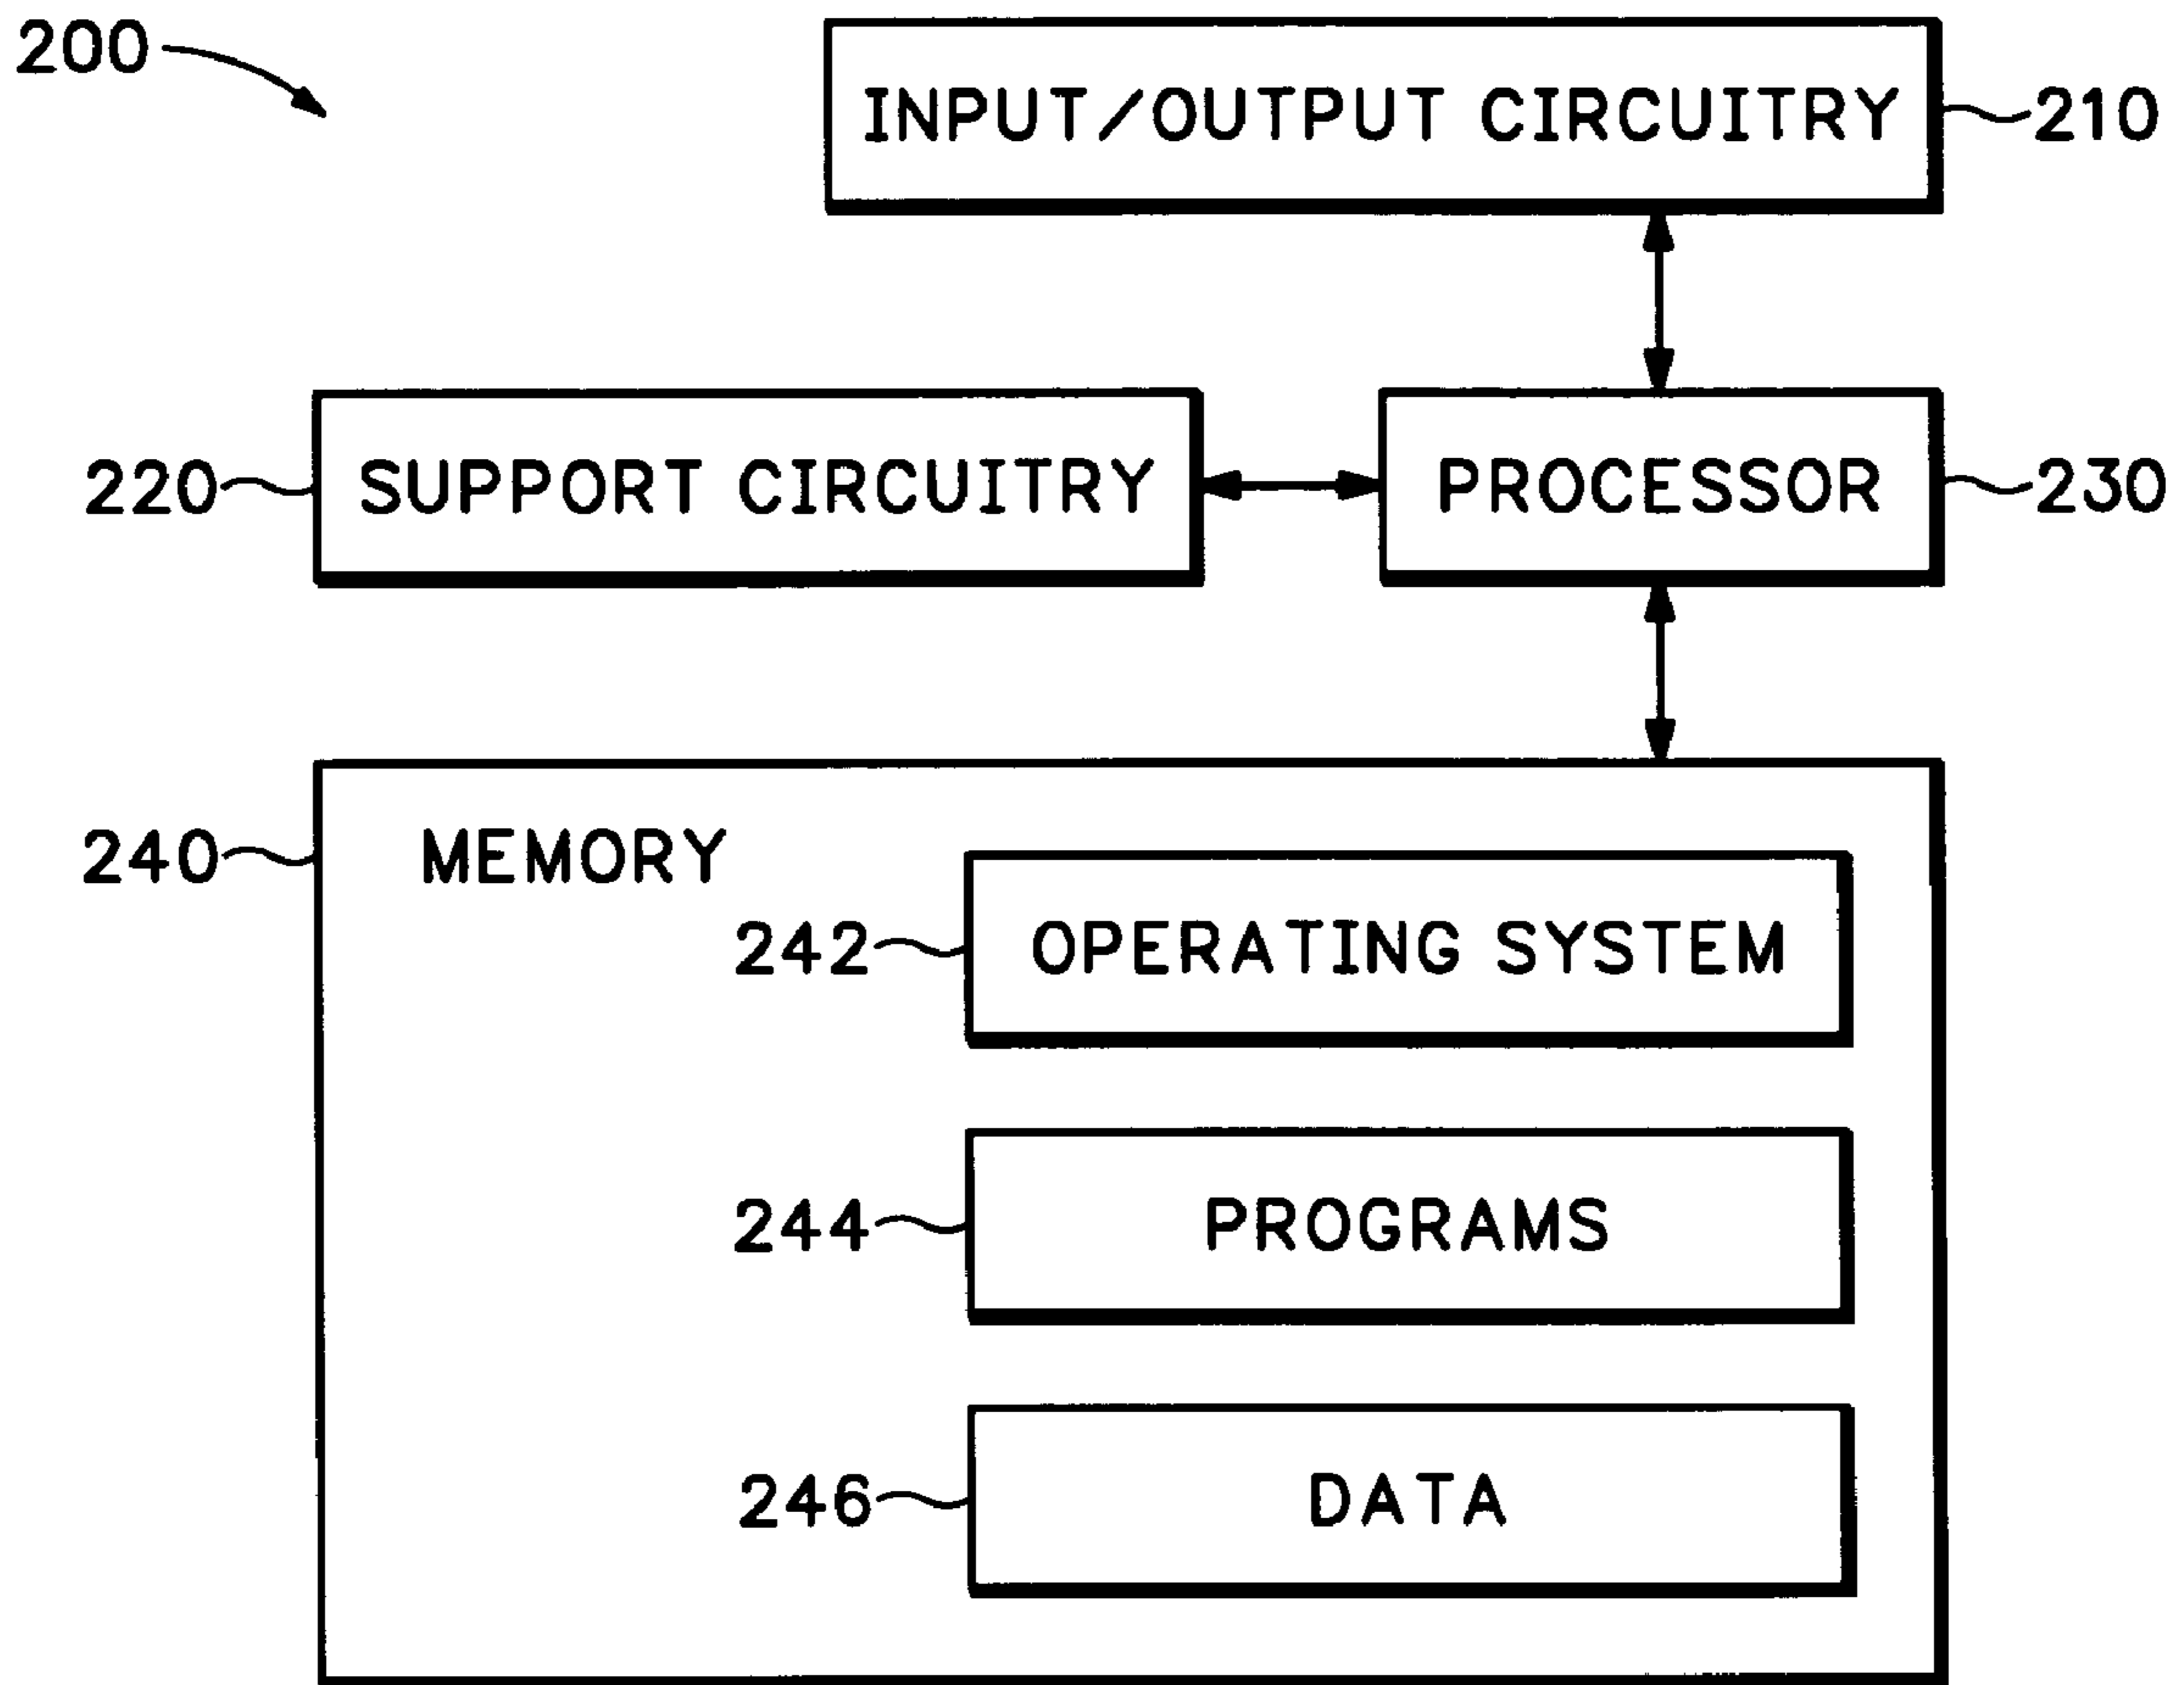 200
INPUT/OUTPUT CIRCUITRY
210
220
SUPPORT CIRCUITRY
PROCESSOR
230
240
MEMORY
242
OPERATING SYSTEM
244
PROGRAMS
246
DATA